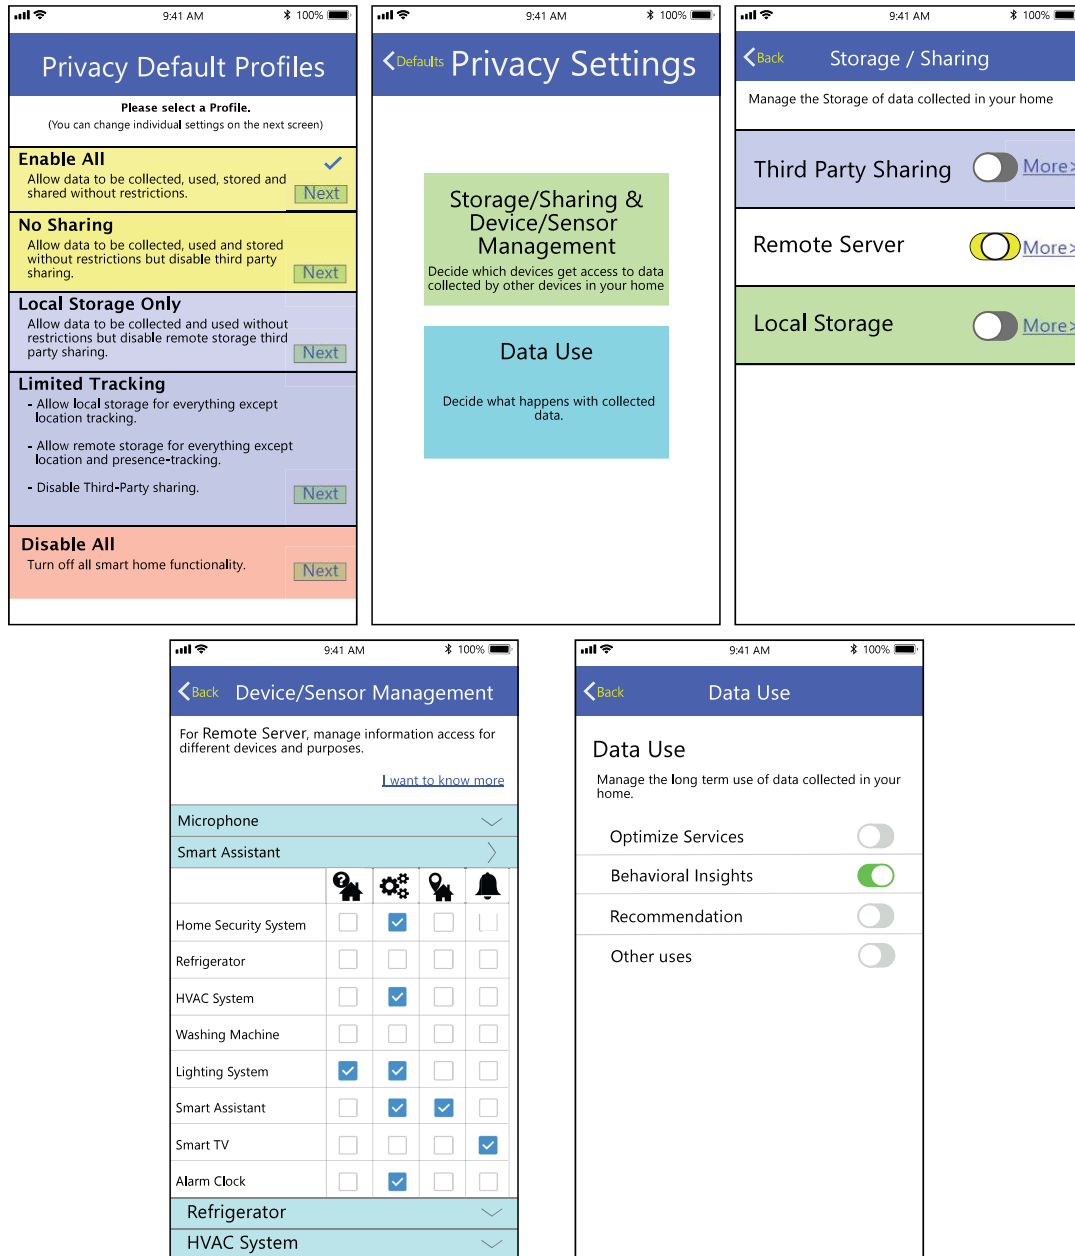 9:41 AM
100%
Privacy Default Profiles
Please select a Profile.
(You can change individual settings on the next screen)
Enable All
Allow data to be collected, used, stored and
shared without restrictions.
Next
No Sharing
Allow data to be collected, used and stored
without restrictions but disable third party
sharing.
Next
Local Storage Only
Allow data to be collected and used without
restrictions but disable remote storage third
party sharing.
Next
Limited Tracking
- Allow local storage for everything except
location tracking.
- Allow remote storage for everything except
location and presence-tracking.
- Disable Third-Party sharing.
Next
Disable All
Turn off all smart home functionality.
Next
9:41 AM
100%
Defaults Privacy Settings
Storage/Sharing &
Device/Sensor
Management
Decide which devices get access to data
collected by other devices in your home
Data Use
Decide what happens with collected
data.
9:41 AM
100%
Back Storage / Sharing
Manage the Storage of data collected in your home
Third Party Sharing More>
Remote Server More>
Local Storage More>
9:41 AM
100%
Back Device/Sensor Management
For Remote Server, manage information access for
different devices and purposes.
I want to know more
Microphone
Smart Assistant
Home Security System
Refrigerator
HVAC System
Washing Machine
Lighting System
Smart Assistant
Smart TV
Alarm Clock
Refrigerator
HVAC System
9:41 AM
100%
Back Data Use
Data Use
Manage the long term use of data collected in your
home.
Optimize Services
Behavioral Insights
Recommendation
Other uses